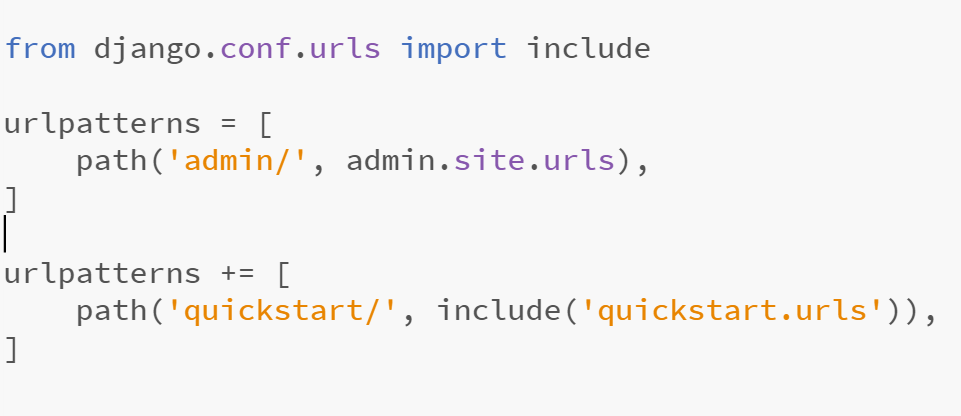 from django.conf.urls import include
urlpatterns = [
    path('admin/', admin.site.urls),
]
urlpatterns += [
    path('quickstart/', include('quickstart.urls')),
]